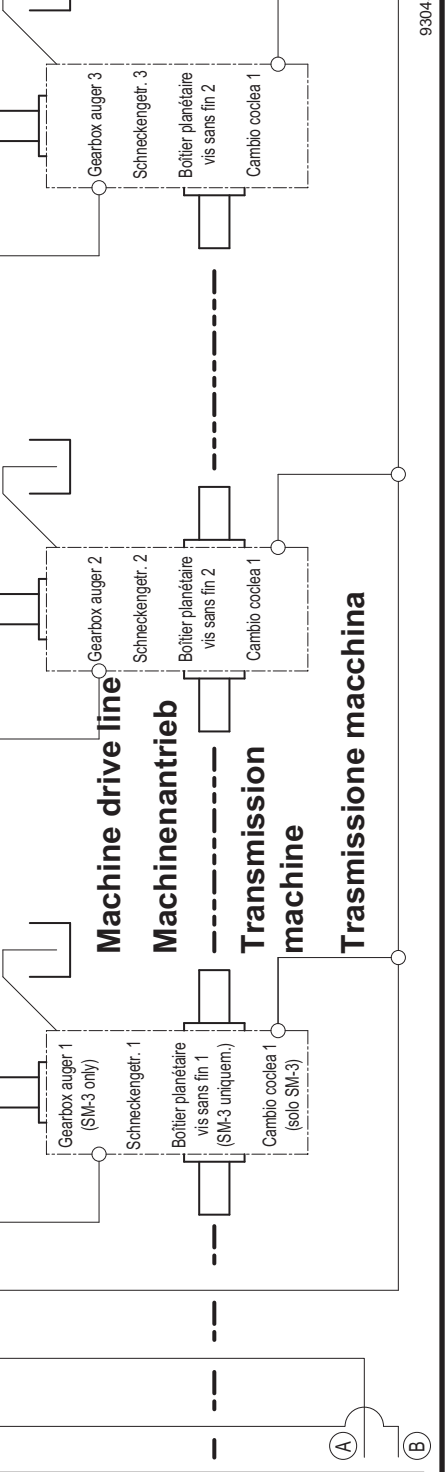 Gearbox auger 1
(SM-3 only)
Schneckengetr. 1
Boîtier planétaire
vis sans fin 1
(SM-3 uniquem.)
Cambio coclea 1
(solo SM-3)
Machine drive line
Machinenantrieb
Transmission
machine
Trasmissione macchina
Gearbox auger 2
Schneckengetr. 2
Boîtier planétaire
vis sans fin 2
Cambio coclea 1
Gearbox auger 3
Schneckengetr. 3
Boîtier planétaire
vis sans fin 2
Cambio coclea 1
A
B
9304